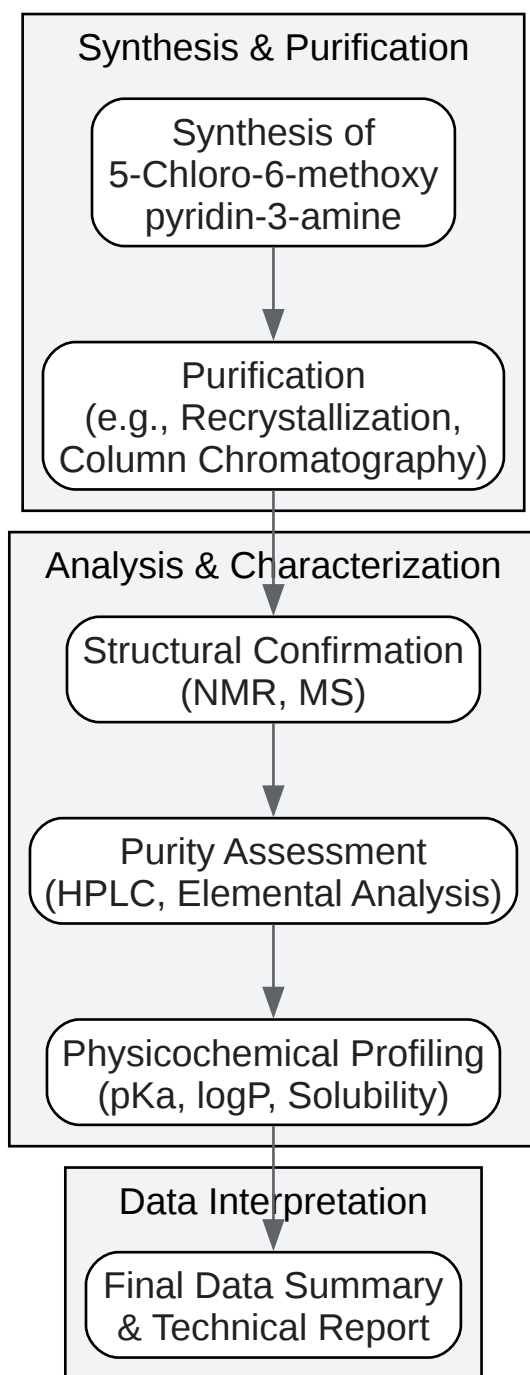 Synthesis & Purification
Synthesis of
5-Chloro-6-methoxy
pyridin-3-amine
Purification
(e.g., Recrystallization,
Column Chromatography)
Analysis & Characterization
Structural Confirmation
(NMR, MS)
Purity Assessment
(HPLC, Elemental Analysis)
Physicochemical Profiling
(pKa, logP, Solubility)
Data Interpretation
Final Data Summary
& Technical Report